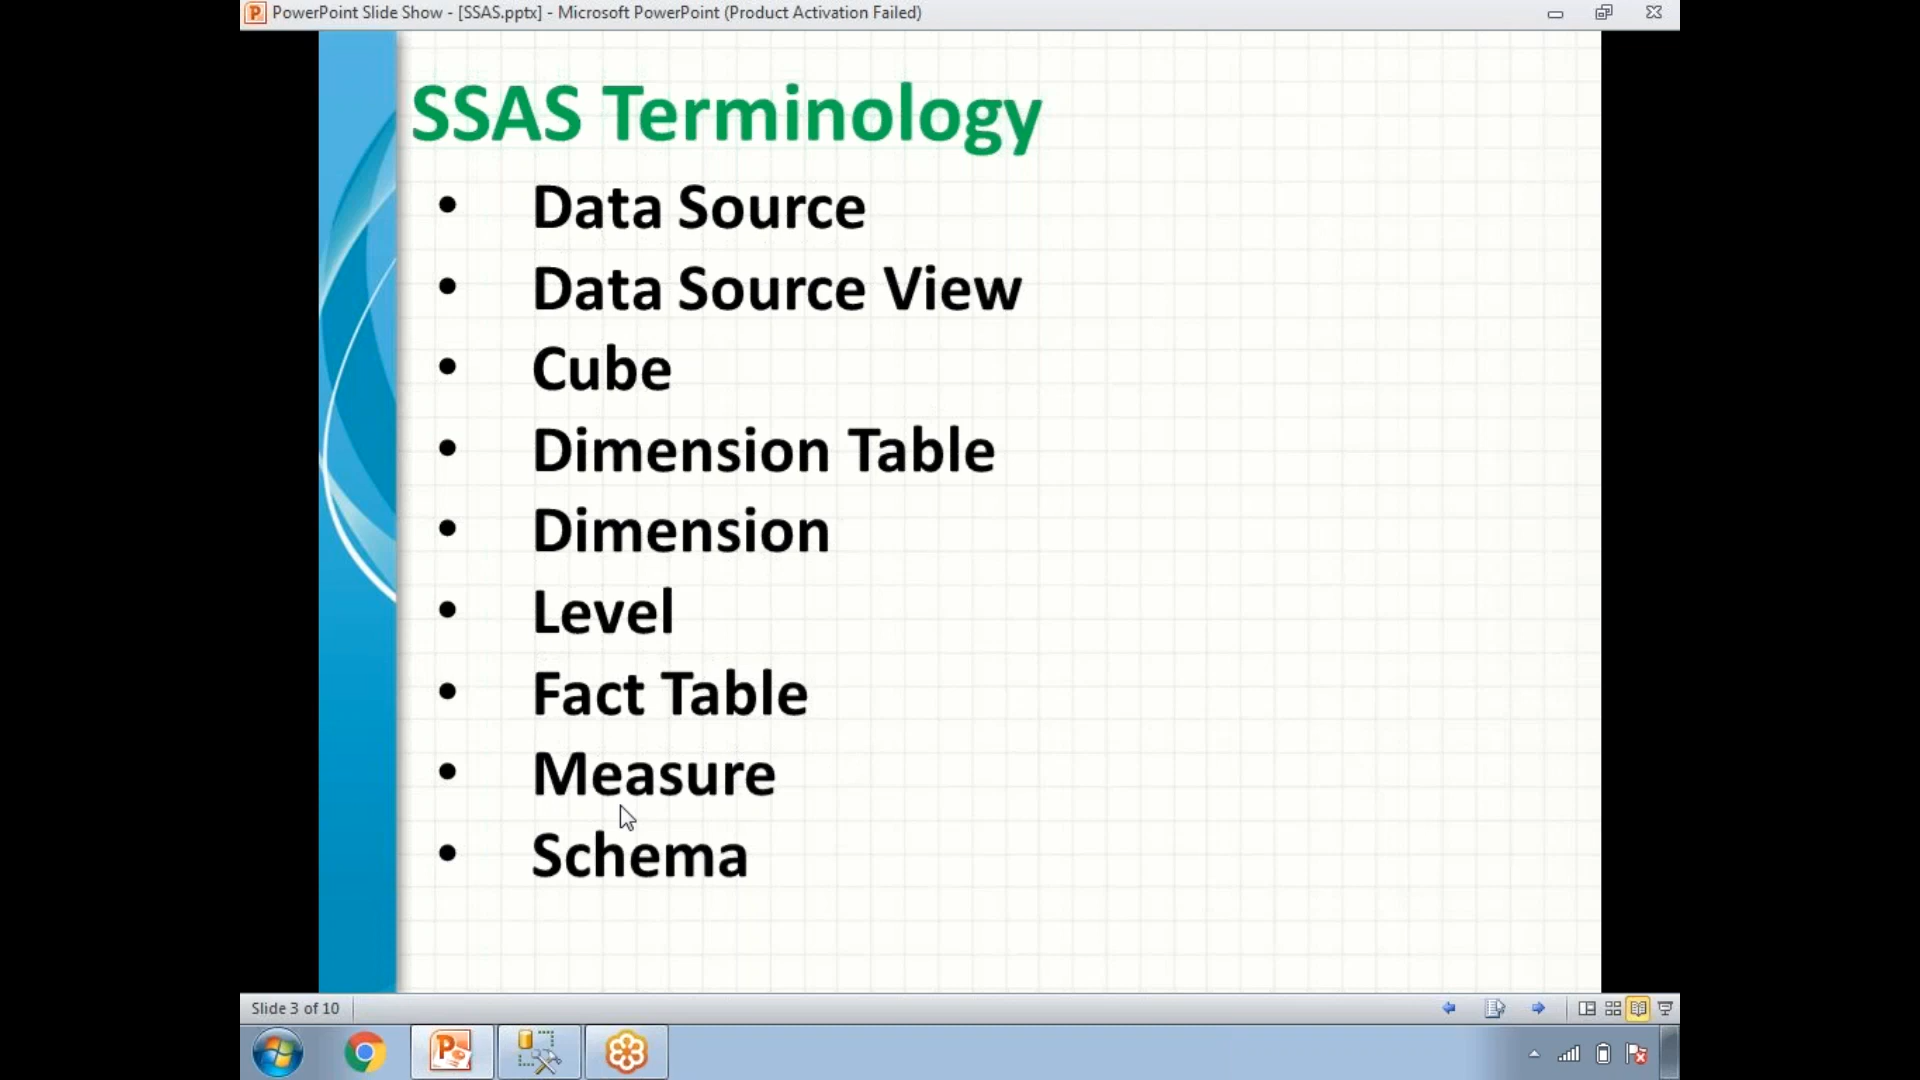 PowerPoint Slide Show - [SSAS.pptx] - Microsoft PowerPoint (Product Activation Failed)
SSAS Terminology
• Data Source
• Data Source View
• Cube
• Dimension Table
• Dimension
• Level
• Fact Table
• Measure
• Schema
Slide 3 of 10